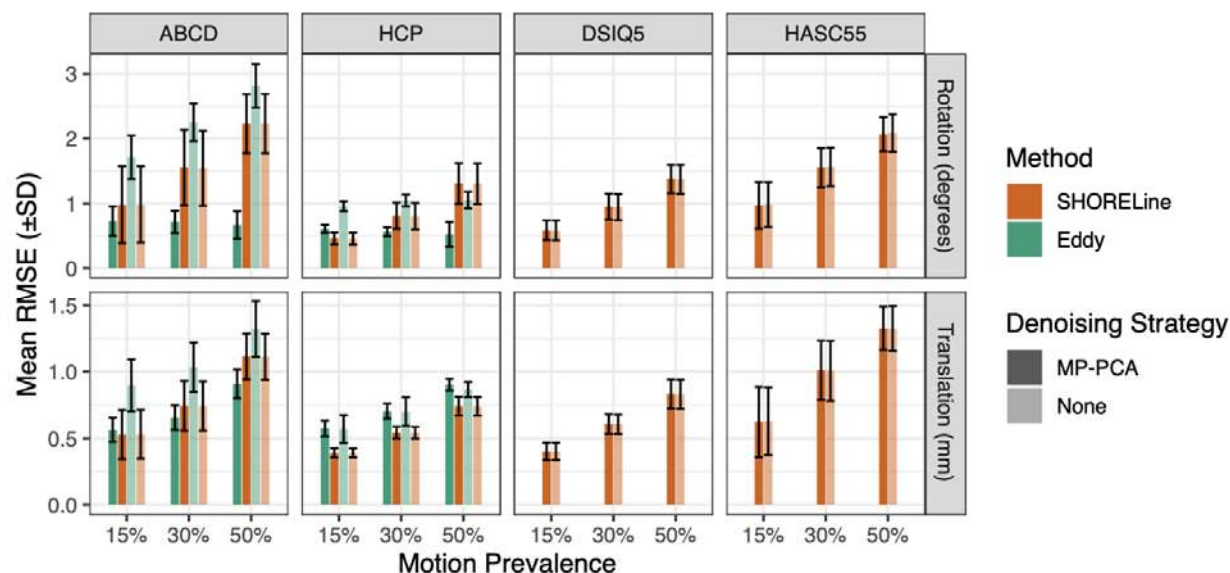 ABCD
HCP
DSIQ5
HASC55
Mean RMSE (±SD)
3
2
1
0
Rotation (degrees)
1.5
1.0
0.5
0.0
Translation (mm)
15% 30% 50%
15% 30% 50%
15% 30% 50%
15% 30% 50%
Motion Prevalence
Method
SHORELine
Eddy
Denoising Strategy
MP-PCA
None